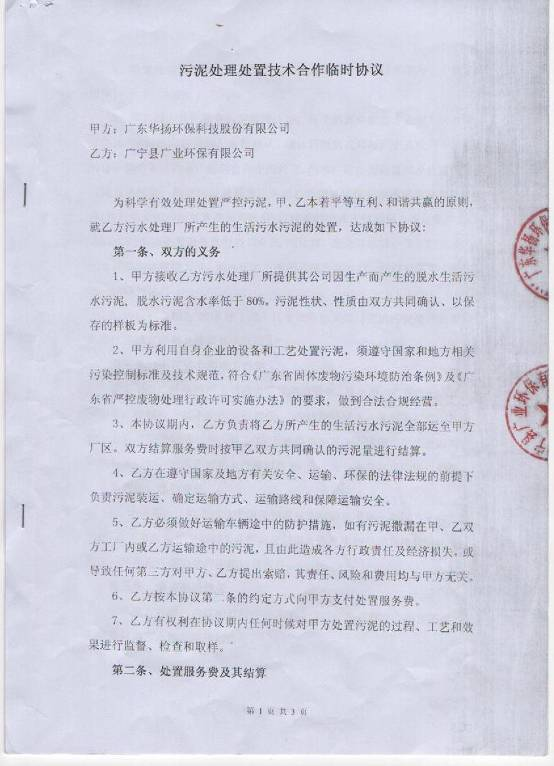 污泥处理处置技术合作临时协议
甲方：广东华扬环保科技股份有限公司
乙方：广宁县广业环保有限公司
为科学有效处理处置严控污泥，甲、乙本着平等互利、和谐共赢的原则，
就乙方污水处理厂所产生的生活污水污泥的处置，达成如下协议：
第一条、双方的义务
1、甲方接收乙方污水处理厂所提供其公司因生产而产生的脱水生活污
水污泥，脱水污泥含水率低于 80%。污泥性状、性质由双方共同确认、以保
存的样板为标准。
2、甲方利用自身企业的设备和工艺处置污泥，须遵守国家和地方相关
污染控制标准及技术规范，符合《广东省固体废物污染环境防治条例》及《广
东省严控废物处理行政许可实施办法》的要求，做到合法合规经营。
3、本协议期内，乙方负责将乙方所产生的生活污水污泥全部运至甲方
厂区。双方结算服务费时按甲乙双方共同确认的污泥量进行结算。
4、乙方在遵守国家及地方有关安全、运输、环保的法律法规的前提下
负责污泥装运、确定运输方式、运输路线和保障运输安全。
5、乙方必须做好运输车辆途中的防护措施，如有污泥撒漏在甲、乙双
方工厂内或乙方运输途中的污泥，且由此造成各方行政责任及经济损失，或
导致任何第三方对甲方、乙方提出索赔，其责任、风险和费用均与甲方无关。
6、乙方按本协议第二条的约定方式向甲方支付处置服务费。
7、乙方有权利在协议期内任何时候对甲方处置污泥的过程、工艺和效
果进行监督、检查和取样。
第二条、处置服务费及其结算
第 1 页 共 3 页
广东华扬环保
宁县广业环保有